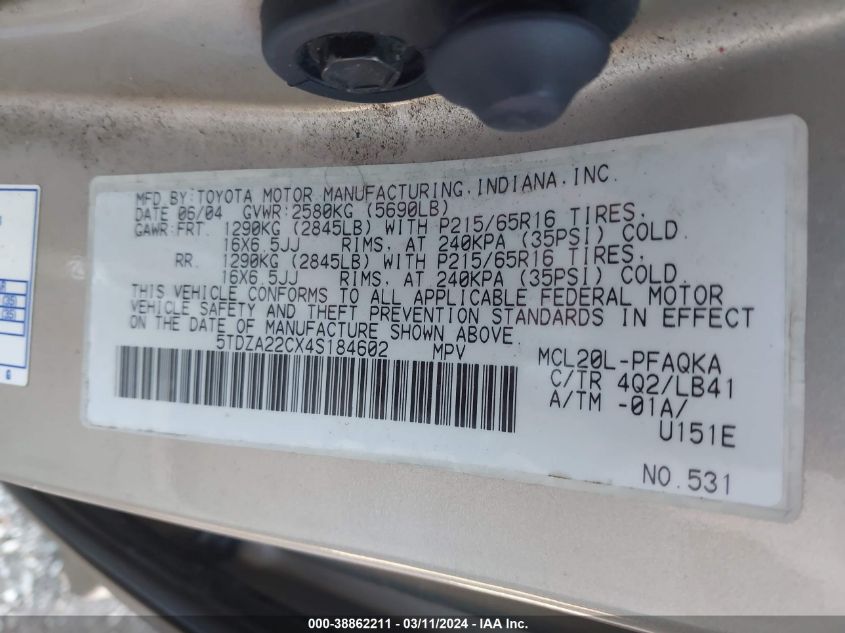 MFD.BY:TOYOTA MOTOR MANUFACTURING,INDIANA,INC.
DATE 06/04 GVWR:2580KG (5690LB)
GAWR:FRT. 1290KG (2845LB) WITH P215/65R16 TIRES,
16X6.5JJ RIMS, AT 240KPA (35PSI) COLD.
RR. 1290KG (2845LB) WITH P215/65R16 TIRES,
16X6.5JJ RIMS, AT 240KPA (35PSI) COLD.
THIS VEHICLE CONFORMS TO ALL APPLICABLE FEDERAL MOTOR
VEHICLE SAFETY AND THEFT PREVENTION STANDARDS IN EFFECT
ON THE DATE OF MANUFACTURE SHOWN ABOVE.
5TDZA22CX4S184602 MPV
MCL20L-PFAQKA
C/TR 4Q2/LB41
A/TM -01A/
U151E
NO.531
000-38862211 - 03/11/2024 - IAA Inc.